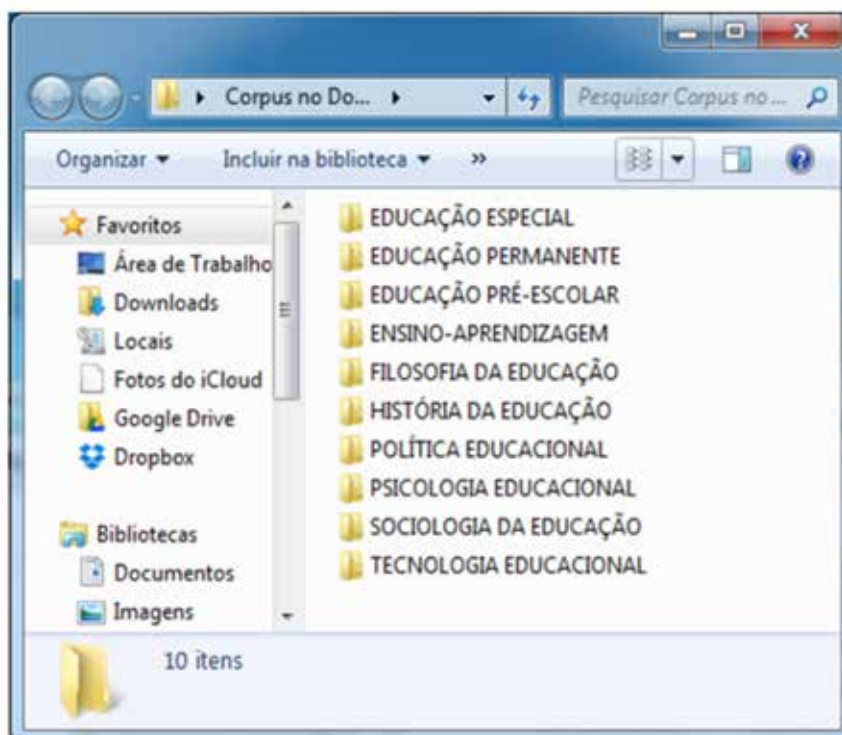 Corpus no Do...
Pesquisar Corpus no ...
Organizar
Incluir na biblioteca
»
Favoritos
Área de Trabalho
Downloads
Locais
Fotos do iCloud
Google Drive
Dropbox
Bibliotecas
Documentos
Imagens
EDUCAÇÃO ESPECIAL
EDUCAÇÃO PERMANENTE
EDUCAÇÃO PRÉ-ESCOLAR
ENSINO-APRENDIZAGEM
FILOSOFIA DA EDUCAÇÃO
HISTÓRIA DA EDUCAÇÃO
POLÍTICA EDUCACIONAL
PSICOLOGIA EDUCACIONAL
SOCIOLOGIA DA EDUCAÇÃO
TECNOLOGIA EDUCACIONAL
10 itens